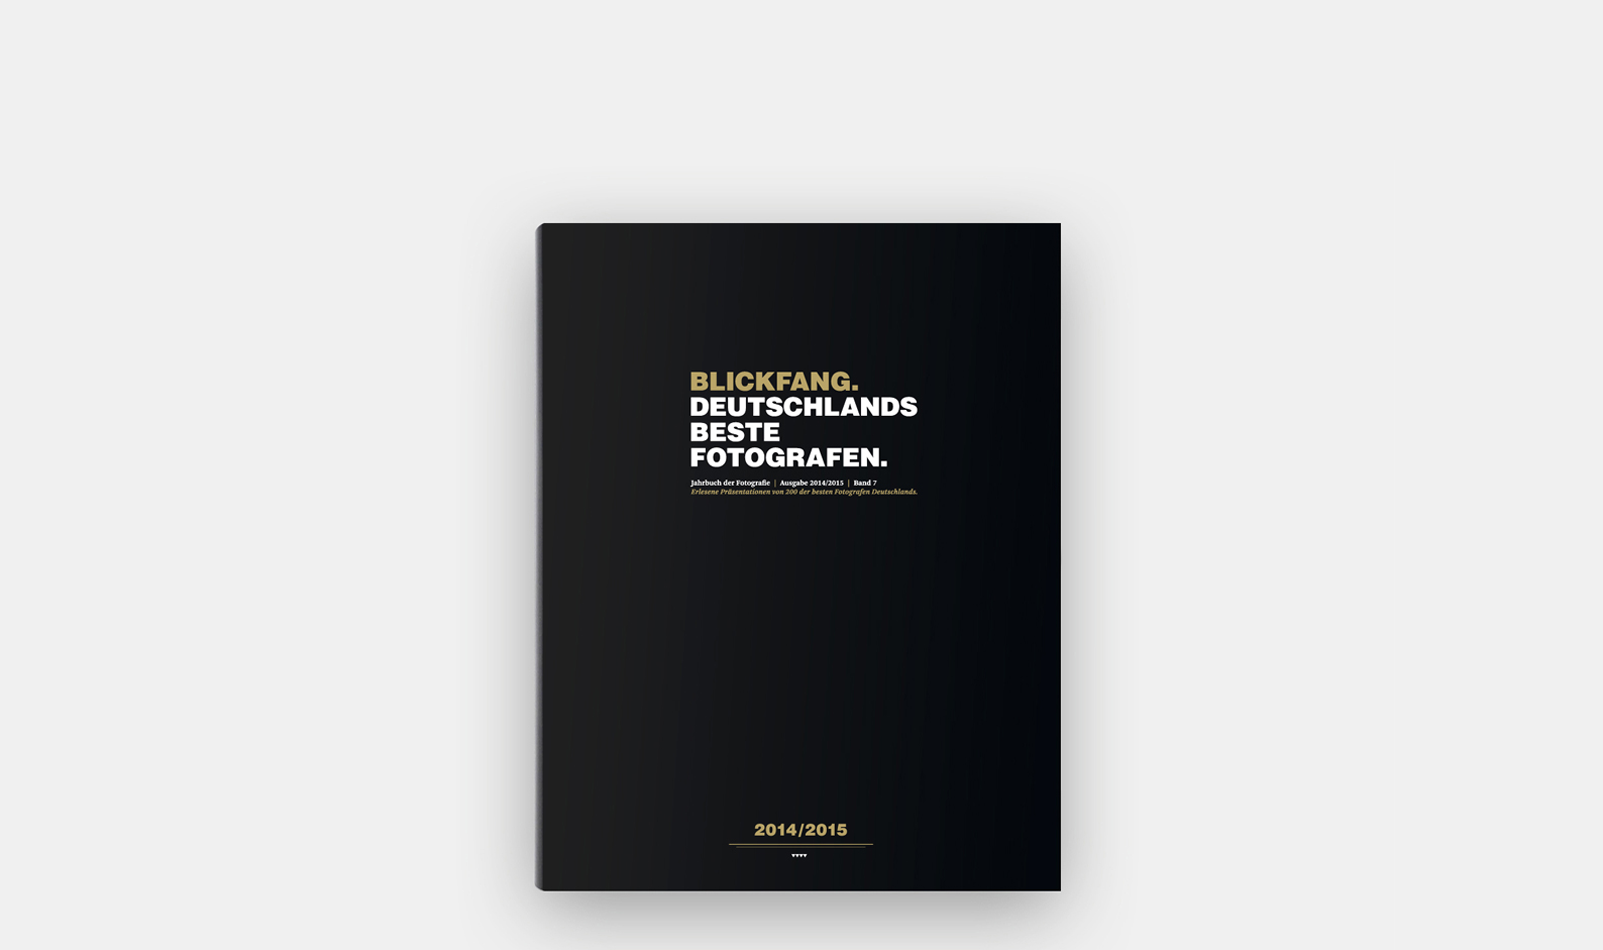 BLICKFANG.
DEUTSCHLANDS
BESTE
FOTOGRAFEN.
Jahrbuch der Fotografie | Ausgabe 2014/2015 | Band 7
Erlesene Präsentationen von 200 der besten Fotografen Deutschlands.
2014/2015